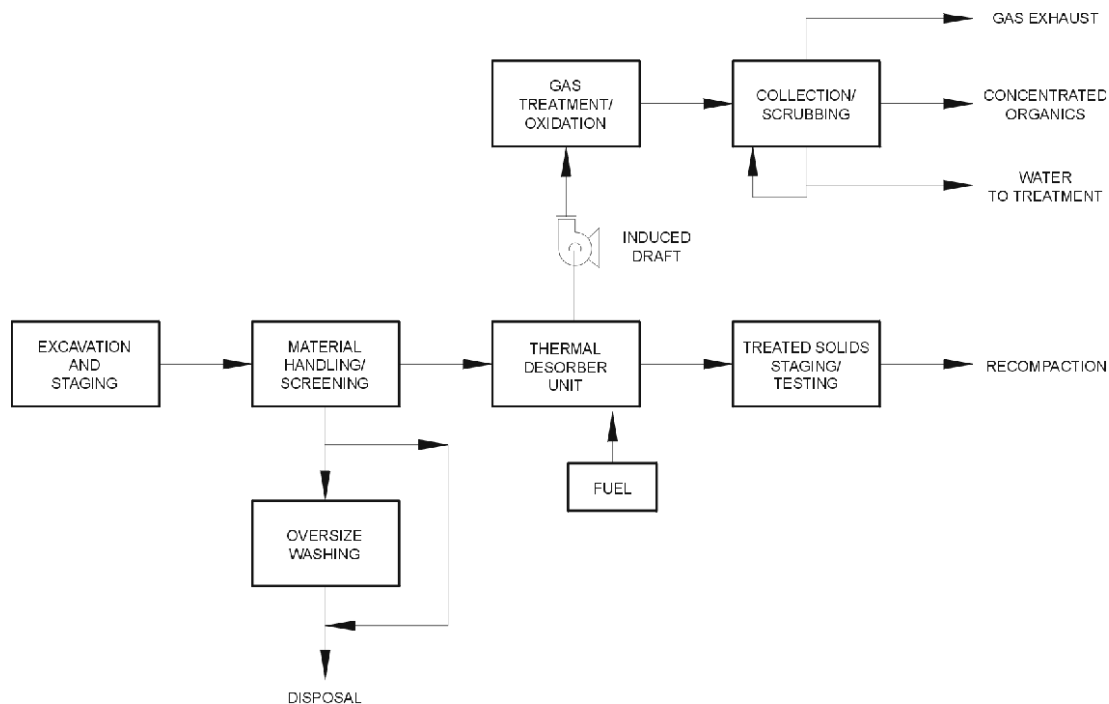 GAS EXHAUST
GAS
TREATMENT/
OXIDATION
COLLECTION/
SCRUBBING
CONCENTRATED
ORGANICS
WATER
TO TREATMENT
INDUCED
DRAFT
EXCAVATION
AND
STAGING
MATERIAL
HANDLING/
SCREENING
THERMAL
DESORBER
UNIT
TREATED SOLIDS
STAGING/
TESTING
RECOMPACTION
FUEL
OVERSIZE
WASHING
DISPOSAL